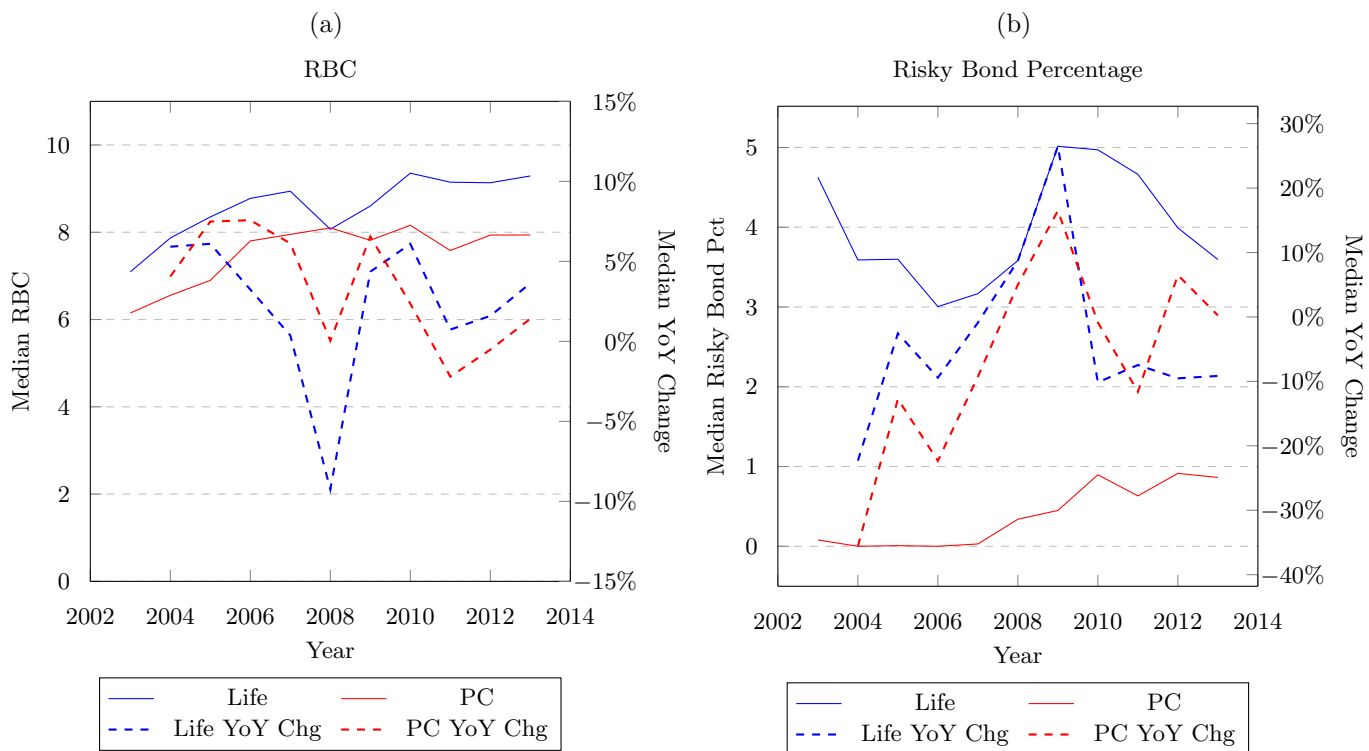 (a)
RBC
Median RBC
10
8
6
4
2
0
15%
10%
5%
0%
−5%
−10%
−15%
Median YoY Change
2002 2004 2006 2008 2010 2012 2014
Year
Life PC
Life YoY Chg PC YoY Chg
(b)
Risky Bond Percentage
Median Risky Bond Pct
5
4
3
2
1
0
30%
20%
10%
0%
−10%
−20%
−30%
−40%
Median YoY Change
2002 2004 2006 2008 2010 2012 2014
Year
Life PC
Life YoY Chg PC YoY Chg